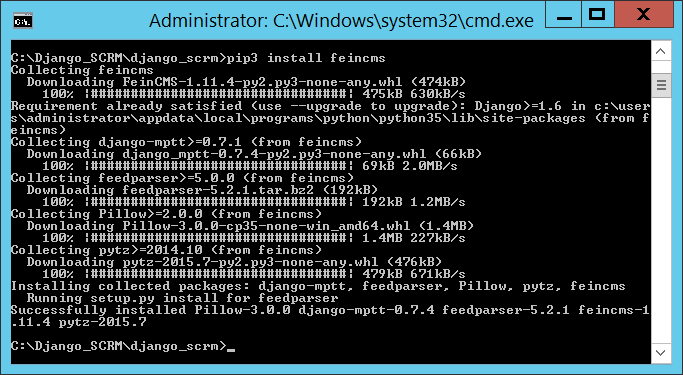 Administrator: C:\Windows\system32\cmd.exe
C:\Django_SCRM\django_scrm>pip3 install feincms
Collecting feincms
  Downloading FeinCMS-1.11.4-py2.py3-none-any.whl (474kB)
    100% |################################| 475kB 630kB/s
Requirement already satisfied (use --upgrade to upgrade): Django>=1.6 in c:\user
s\administrator\appdata\local\programs\python\python35\lib\site-packages (from f
eincms)
Collecting django-mptt>=0.7.1 (from feincms)
  Downloading django_mptt-0.7.4-py2.py3-none-any.whl (66kB)
    100% |################################| 69kB 2.0MB/s
Collecting feedparser>=5.0.0 (from feincms)
  Downloading feedparser-5.2.1.tar.bz2 (192kB)
    100% |################################| 192kB 1.2MB/s
Collecting Pillow>=2.0.0 (from feincms)
  Downloading Pillow-3.0.0-cp35-none-win_amd64.whl (1.4MB)
    100% |################################| 1.4MB 227kB/s
Collecting pytz>=2014.10 (from feincms)
  Downloading pytz-2015.7-py2.py3-none-any.whl (476kB)
    100% |################################| 479kB 671kB/s
Installing collected packages: django-mptt, feedparser, Pillow, pytz, feincms
  Running setup.py install for feedparser
Successfully installed Pillow-3.0.0 django-mptt-0.7.4 feedparser-5.2.1 feincms-1
.11.4 pytz-2015.7
C:\Django_SCRM\django_scrm>_